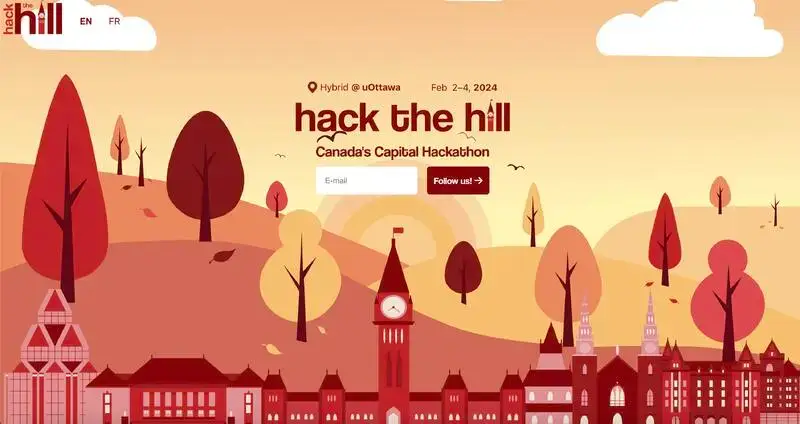 hack the hill
EN FR
Hybrid @ uOttawa Feb 2–4, 2024
hack the hill
Canada's Capital Hackathon
E-mail Follow us! →